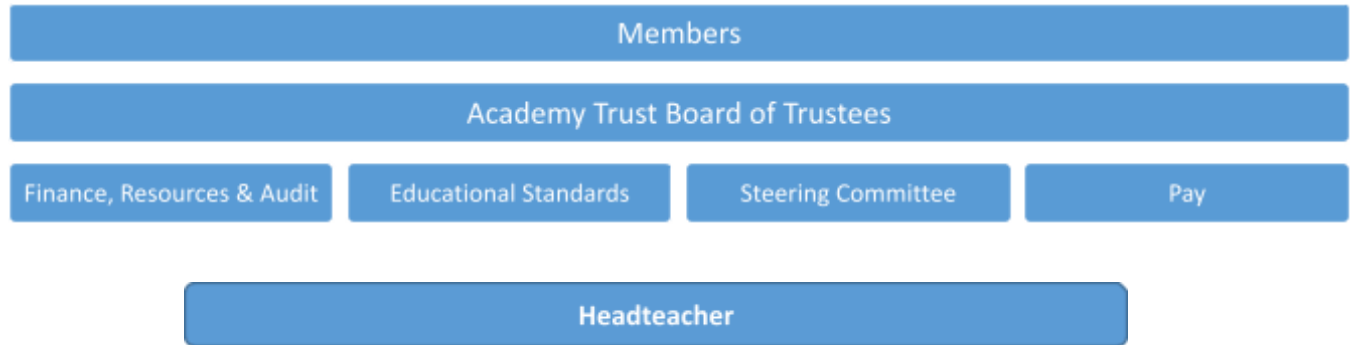 Members
Academy Trust Board of Trustees
Finance, Resources & Audit
Educational Standards
Steering Committee
Pay
Headteacher